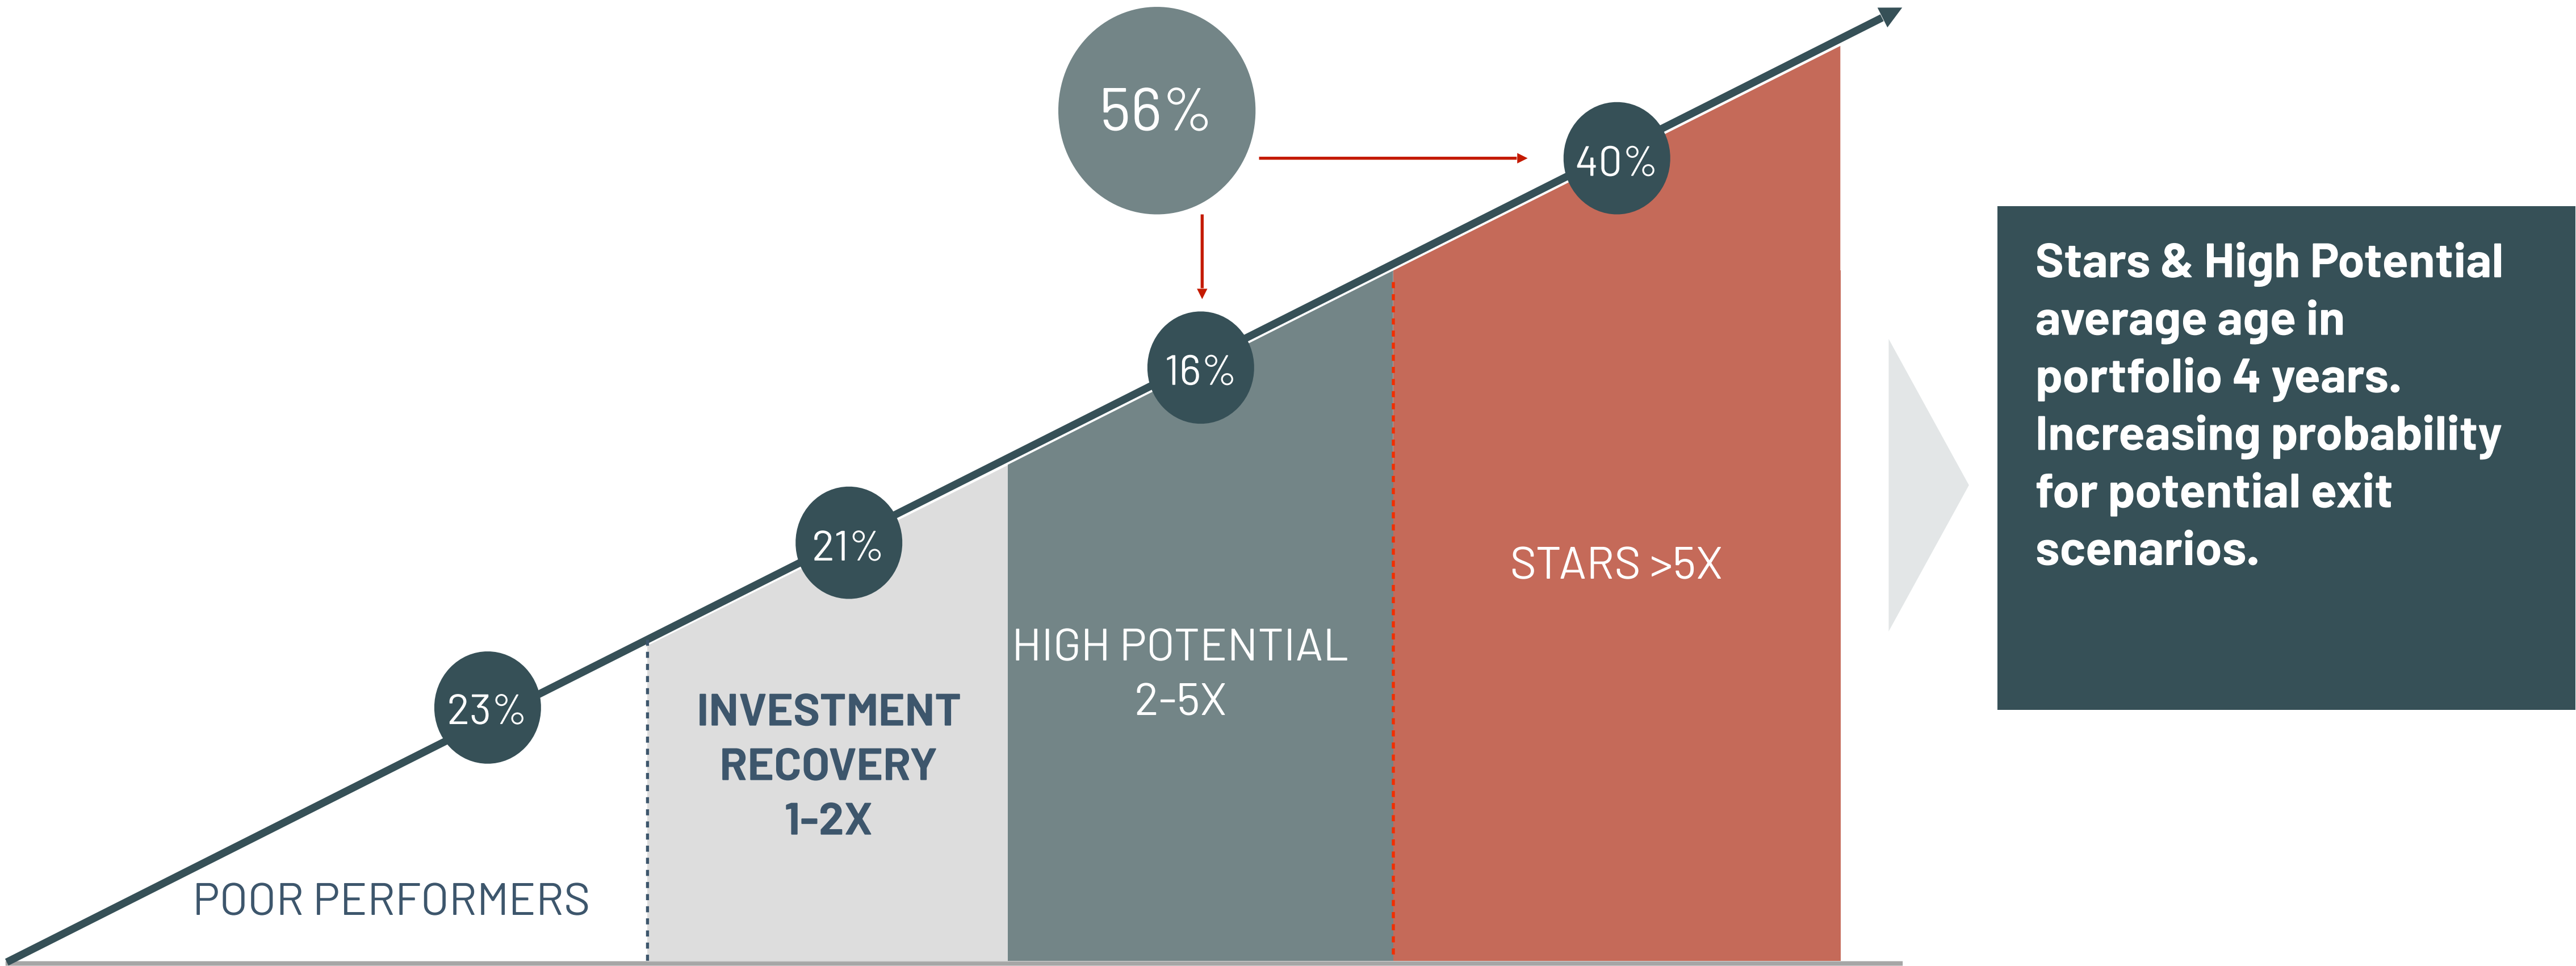 56%
40%
16%
21%
23%
STARS >5X
HIGH POTENTIAL
2-5X
INVESTMENT
RECOVERY
1-2X
POOR PERFORMERS
Stars & High Potential
average age in
portfolio 4 years.
Increasing probability
for potential exit
scenarios.